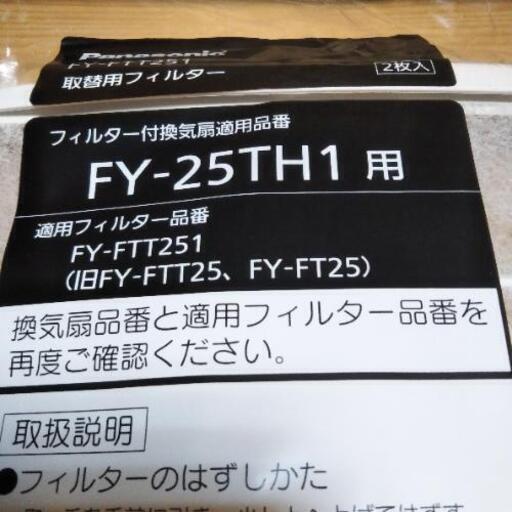 Panasonic
FY-FTT251
取替用フィルター
2枚入
フィルター付換気扇適用品番
FY-25TH1 用
適用フィルター品番
FY-FTT251
（旧FY-FTT25、FY-FT25）
換気扇品番と適用フィルター品番を
再度ご確認ください。
取扱説明
●フィルターのはずしかた